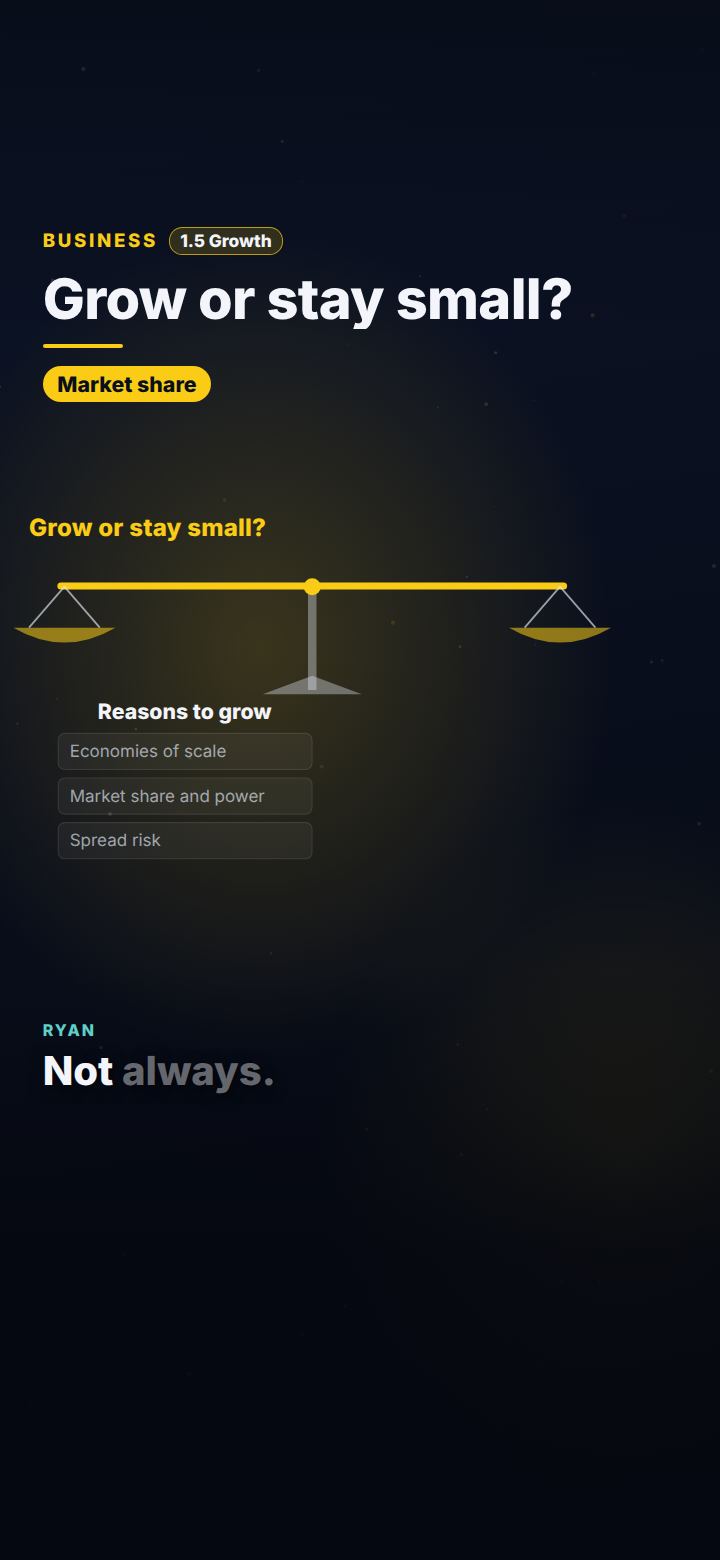 BUSINESS 1.5 Growth
Grow or stay small?
Market share
Grow or stay small?
Reasons to grow
Economies of scale
Market share and power
Spread risk
RYAN
Not always.